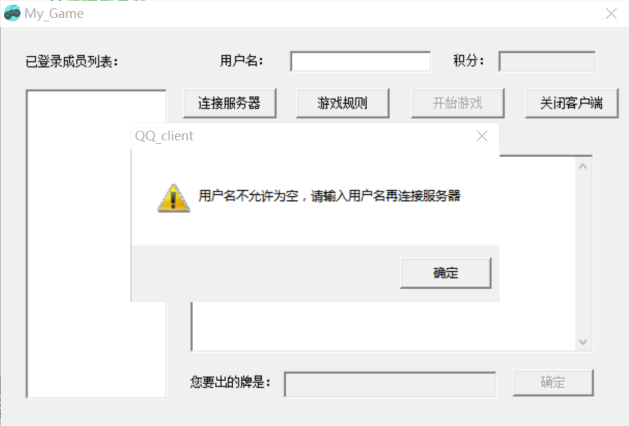 My_Game
已登录成员列表：
用户名：
积分：
连接服务器
游戏规则
开始游戏
关闭客户端
QQ_client
用户名不允许为空，请输入用户名再连接服务器
确定
您要出的牌是：
确定